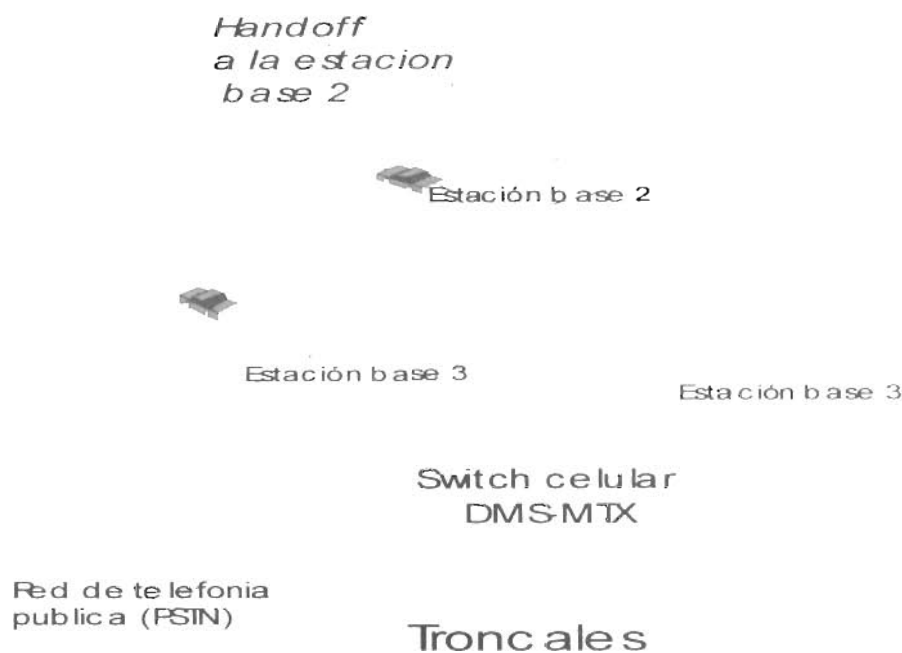 Handoff
a la estacion
base 2
Estación base 2
Estación base 3
Estación base 3
Switch celular
DMS-MTX
Red de telefonia
publica (PSTN)
Troncales